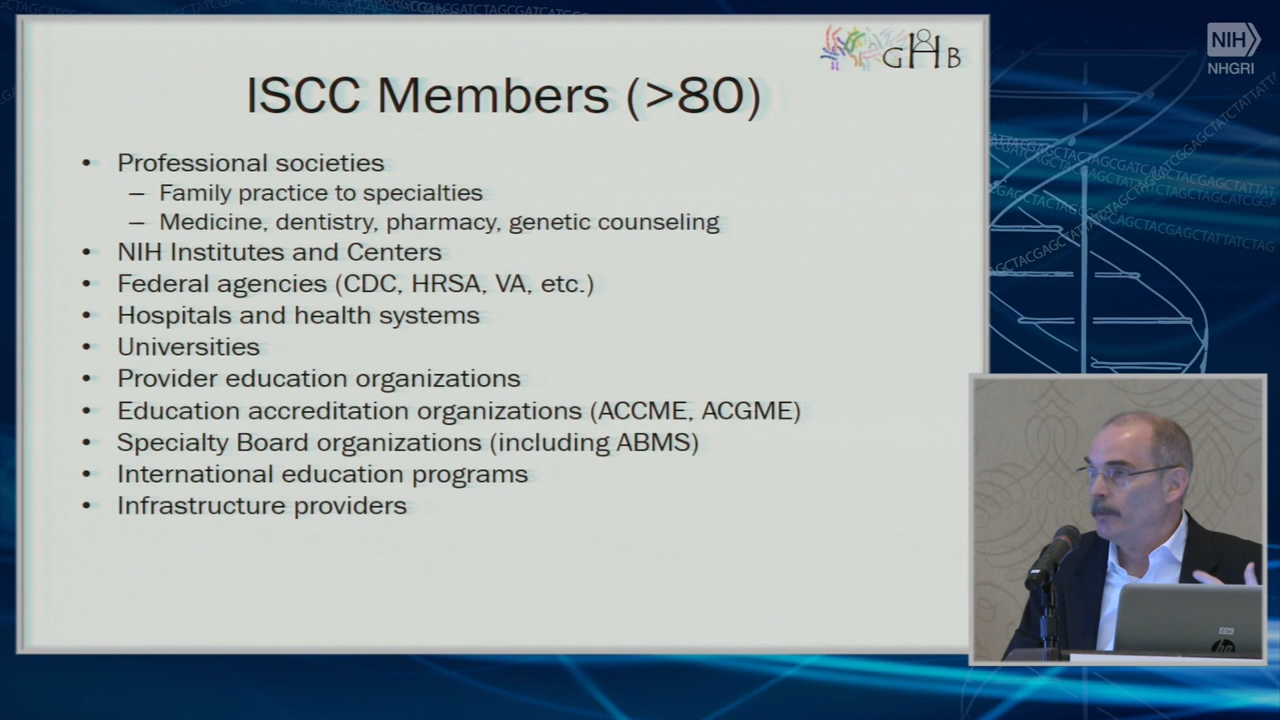 GHB
NIH
NHGRI
ISCC Members (>80)
• Professional societies
– Family practice to specialties
– Medicine, dentistry, pharmacy, genetic counseling
• NIH Institutes and Centers
• Federal agencies (CDC, HRSA, VA, etc.)
• Hospitals and health systems
• Universities
• Provider education organizations
• Education accreditation organizations (ACCME, ACGME)
• Specialty Board organizations (including ABMS)
• International education programs
• Infrastructure providers
hp